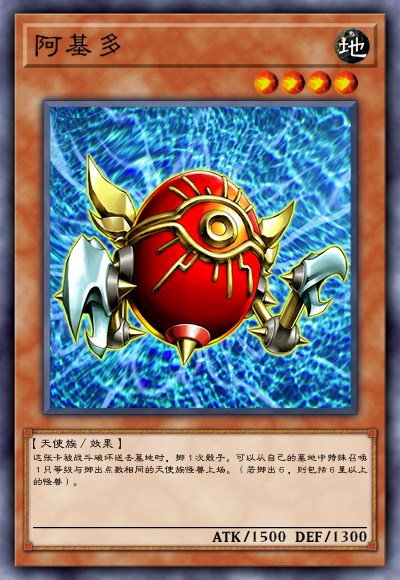 阿基多
地
【天使族／效果】
这张卡被战斗破坏送去墓地时，掷1次骰子。可以从自己的墓地中特殊召唤
1只等级与掷出点数相同的天使族怪兽上场。（若掷出6，则包括6星以上
的怪兽）。
ATK/1500 DEF/1300